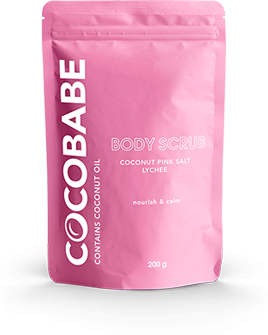 COCOBABE
CONTAINS COCONUT OIL
BODY SCRUB
COCONUT PINK SALT
LYCHEE
nourish & calm
200 g